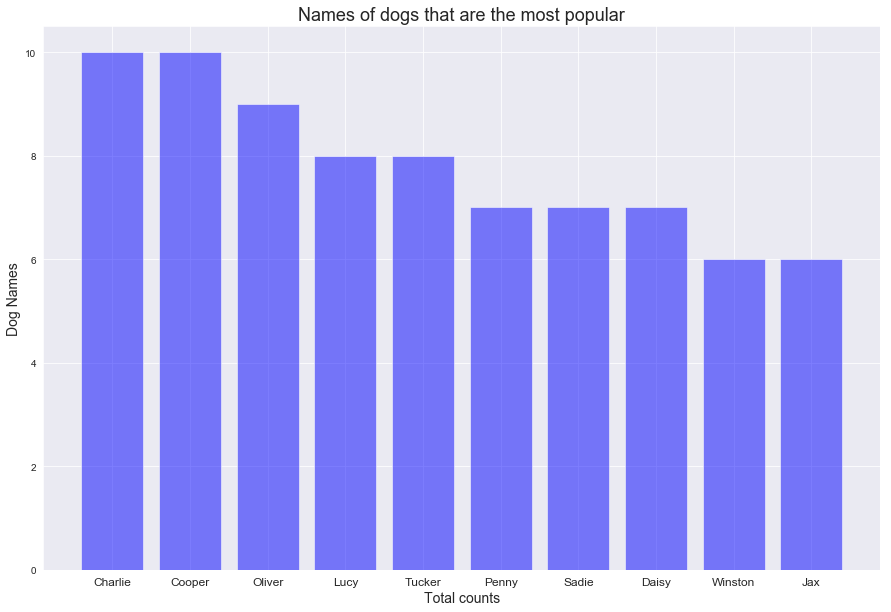 Names of dogs that are the most popular
Dog Names
10
8
6
4
2
0
Charlie Cooper Oliver Lucy Tucker Penny Sadie Daisy Winston Jax
Total counts